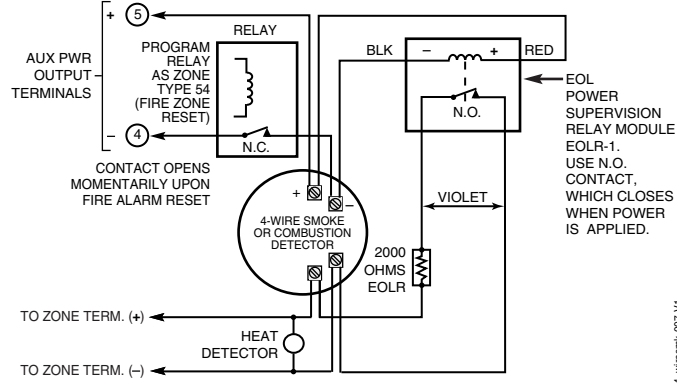 + 5
AUX PWR
OUTPUT
TERMINALS
– 4
RELAY
PROGRAM
RELAY
AS ZONE
TYPE 54
(FIRE ZONE
RESET)
N.C.
CONTACT OPENS
MOMENTARILY UPON
FIRE ALARM RESET
BLK – + RED
N.O.
EOL
POWER
SUPERVISION
RELAY MODULE
EOLR-1.
USE N.O.
CONTACT,
WHICH CLOSES
WHEN POWER
IS APPLIED.
+ –
4-WIRE SMOKE
OR COMBUSTION
DETECTOR
VIOLET
2000
OHMS
EOLR
TO ZONE TERM. (+)
HEAT
DETECTOR
TO ZONE TERM. (–)